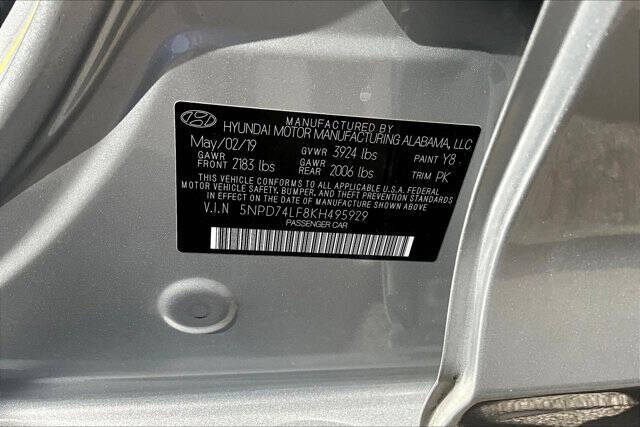 MANUFACTURED BY
HYUNDAI MOTOR MANUFACTURING ALABAMA, LLC
May/02/19 GVWR 3924 lbs PAINT Y8
GAWR FRONT 2183 lbs GAWR REAR 2006 lbs TRIM PK
THIS VEHICLE CONFORMS TO ALL APPLICABLE U.S.A. FEDERAL
MOTOR VEHICLE SAFETY, BUMPER, AND THEFT PREVENTION STANDARDS
IN EFFECT ON THE DATE OF MANUFACTURE SHOWN ABOVE.
V.I.N 5NPD74LF8KH495929
PASSENGER CAR